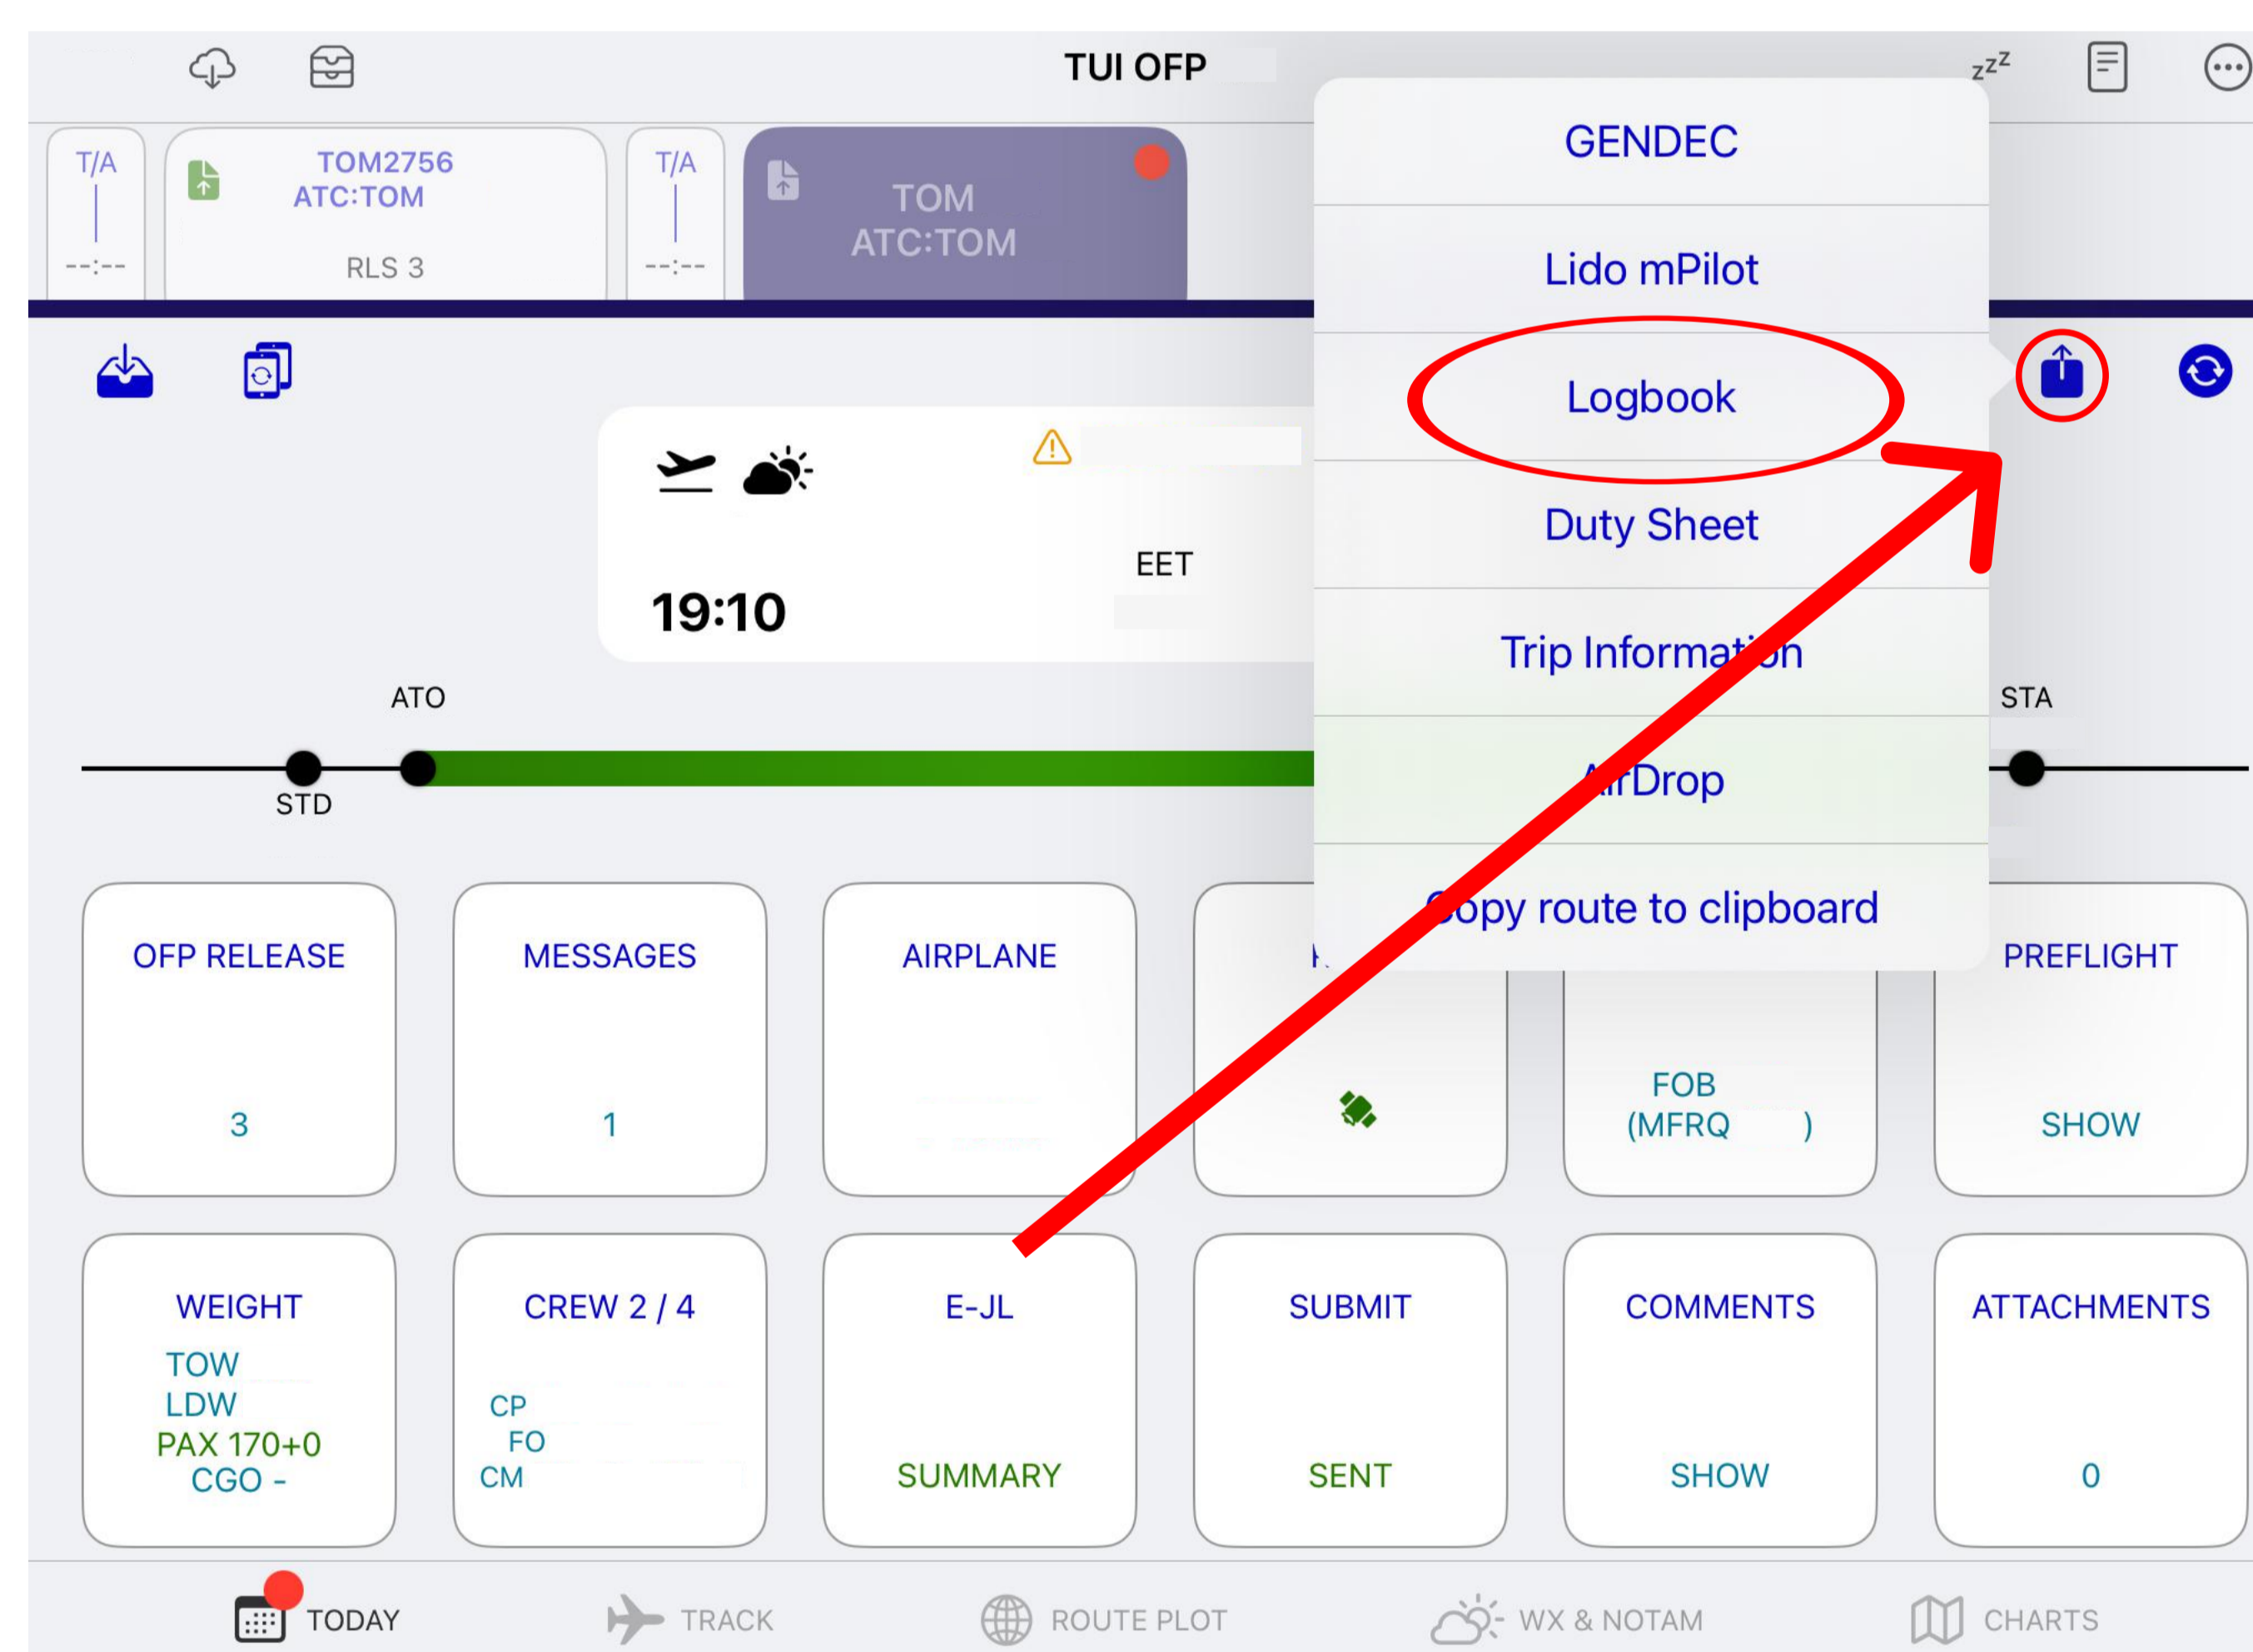 TUI OFP
zzz
T/A
--:--
TOM2756
ATC:TOM
RLS 3
T/A
--:--
TOM
ATC:TOM
GENDEC
Lido mPilot
Logbook
Duty Sheet
Trip Information
AirDrop
Copy route to clipboard
EET
19:10
ATO
STD
STA
OFP RELEASE
3
MESSAGES
1
AIRPLANE
FOB
(MFRQ )
PREFLIGHT
SHOW
WEIGHT
TOW
LDW
PAX 170+0
CGO -
CREW 2 / 4
CP
FO
CM
E-JL
SUMMARY
SUBMIT
SENT
COMMENTS
SHOW
ATTACHMENTS
0
TODAY
TRACK
ROUTE PLOT
WX & NOTAM
CHARTS